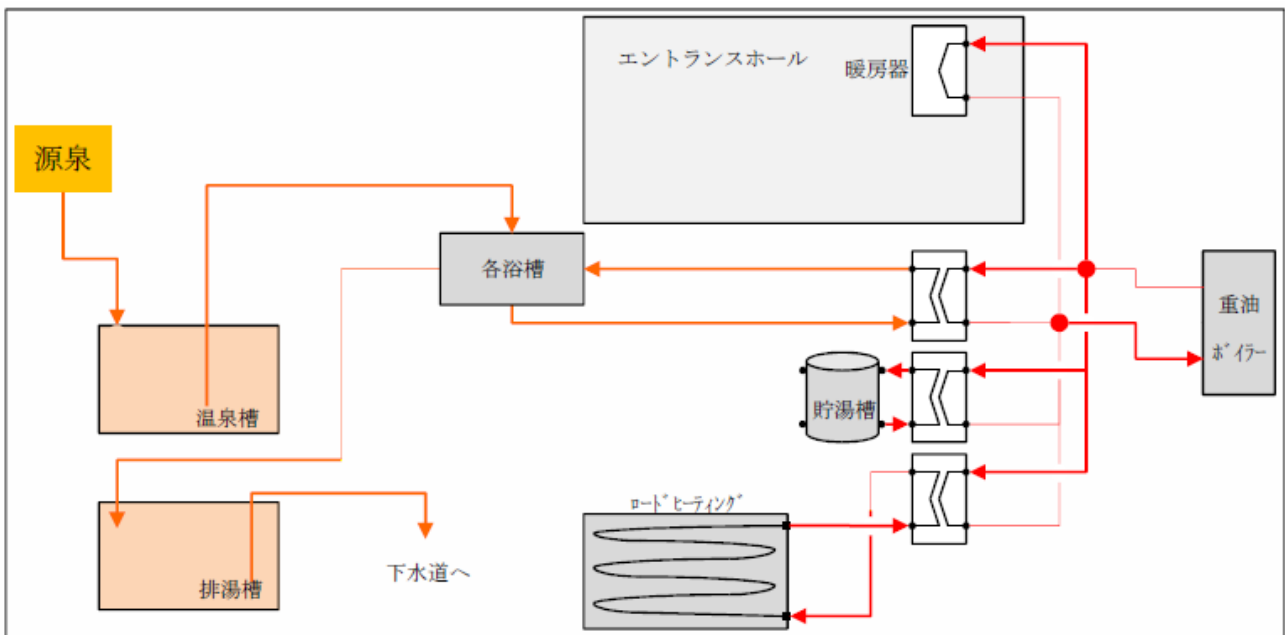 エントランスホール
暖房器
源泉
各浴槽
重油
ﾎﾞｲﾗｰ
温泉槽
貯湯槽
ﾛｰﾄﾞﾋｰﾃｨﾝｸﾞ
排湯槽
下水道へ